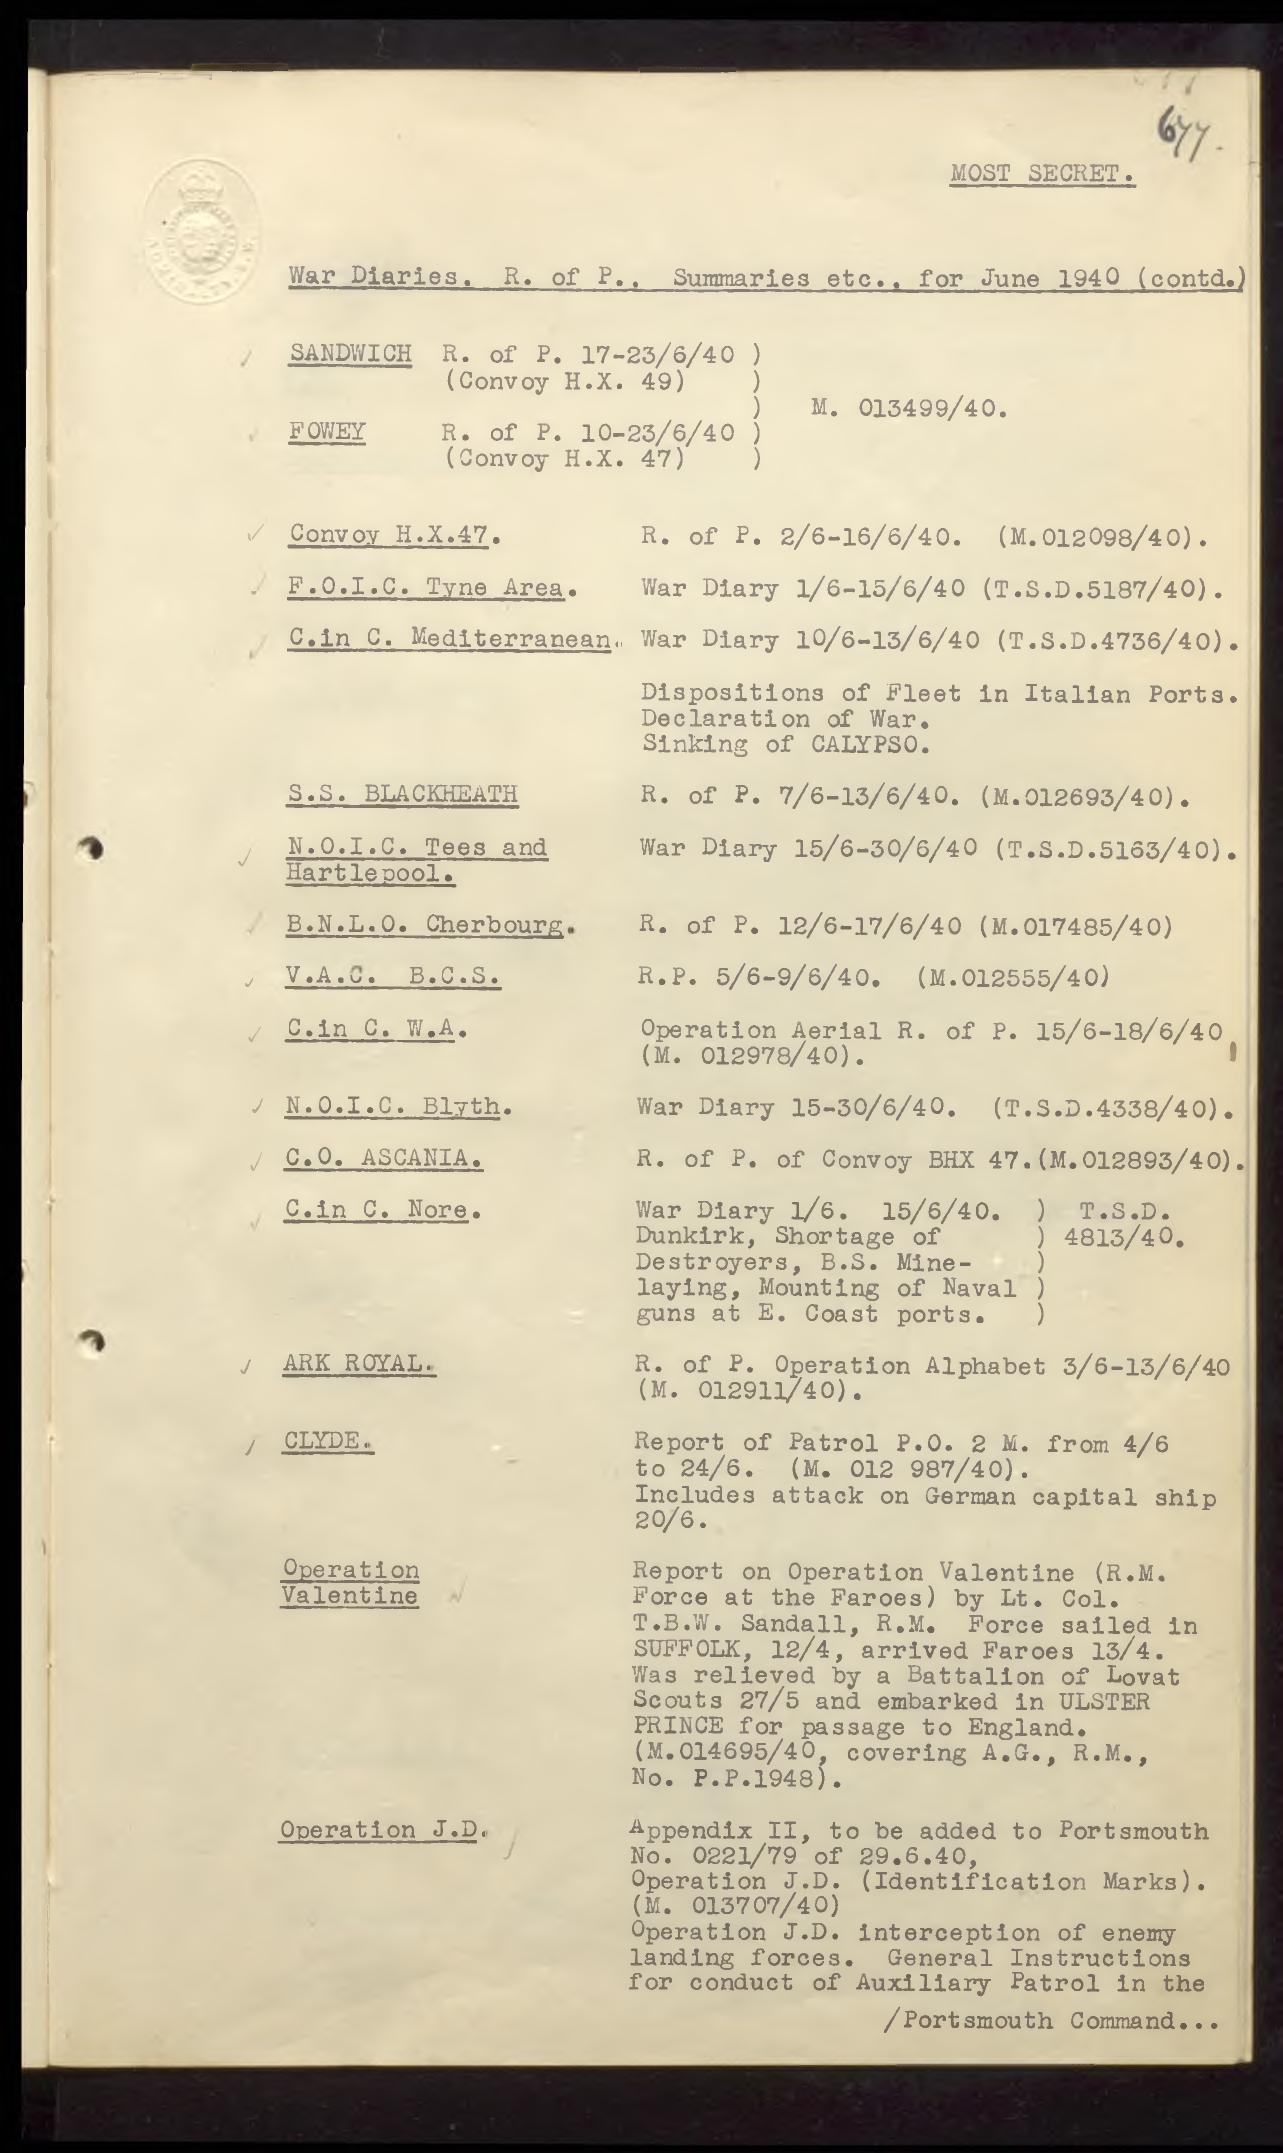 677.
MOST SECRET.
War Diaries. R. of P., Summaries etc., for June 1940 (contd.)
SANDWICH R. of P. 17-23/6/40 )
(Convoy H.X. 49) )
) M. 013499/40.
FOWEY R. of P. 10-23/6/40 )
(Convoy H.X. 47) )
Convoy H.X.47. R. of P. 2/6-16/6/40. (M.012098/40).
F.O.I.C. Tyne Area. War Diary 1/6-15/6/40 (T.S.D.5187/40).
C.in C. Mediterranean. War Diary 10/6-13/6/40 (T.S.D.4736/40).
Dispositions of Fleet in Italian Ports.
Declaration of War.
Sinking of CALYPSO.
S.S. BLACKHEATH R. of P. 7/6-13/6/40. (M.012693/40).
N.O.I.C. Tees and War Diary 15/6-30/6/40 (T.S.D.5163/40).
Hartlepool.
B.N.L.O. Cherbourg. R. of P. 12/6-17/6/40 (M.017485/40)
V.A.C. B.C.S. R.P. 5/6-9/6/40. (M.012555/40)
C.in C. W.A. Operation Aerial R. of P. 15/6-18/6/40
(M. 012978/40).
N.O.I.C. Blyth. War Diary 15-30/6/40. (T.S.D.4338/40).
C.O. ASCANIA. R. of P. of Convoy BHX 47.(M.012893/40).
C.in C. Nore. War Diary 1/6. 15/6/40. ) T.S.D.
Dunkirk, Shortage of ) 4813/40.
Destroyers, B.S. Mine- )
laying, Mounting of Naval )
guns at E. Coast ports. )
ARK ROYAL. R. of P. Operation Alphabet 3/6-13/6/40
(M. 012911/40).
CLYDE. Report of Patrol P.O. 2 M. from 4/6
to 24/6. (M. 012 987/40).
Includes attack on German capital ship
20/6.
Operation Report on Operation Valentine (R.M.
Valentine Force at the Faroes) by Lt. Col.
T.B.W. Sandall, R.M. Force sailed in
SUFFOLK, 12/4, arrived Faroes 13/4.
Was relieved by a Battalion of Lovat
Scouts 27/5 and embarked in ULSTER
PRINCE for passage to England.
(M.014695/40, covering A.G., R.M.,
No. P.P.1948).
Operation J.D. Appendix II, to be added to Portsmouth
No. 0221/79 of 29.6.40,
Operation J.D. (Identification Marks).
(M. 013707/40)
Operation J.D. interception of enemy
landing forces. General Instructions
for conduct of Auxiliary Patrol in the
/Portsmouth Command...